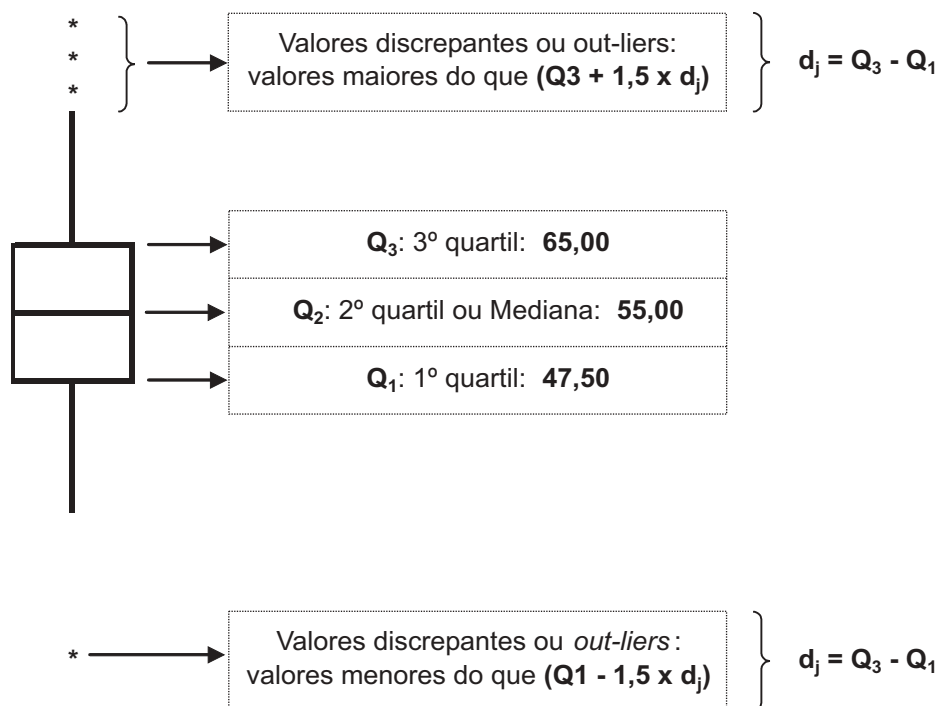 *
*
*
Valores discrepantes ou out-liers:
valores maiores do que (Q3 + 1,5 x dj)
dj = Q3 - Q1
Q3: 3º quartil: 65,00
Q2: 2º quartil ou Mediana: 55,00
Q1: 1º quartil: 47,50
*
Valores discrepantes ou out-liers:
valores menores do que (Q1 - 1,5 x dj)
dj = Q3 - Q1